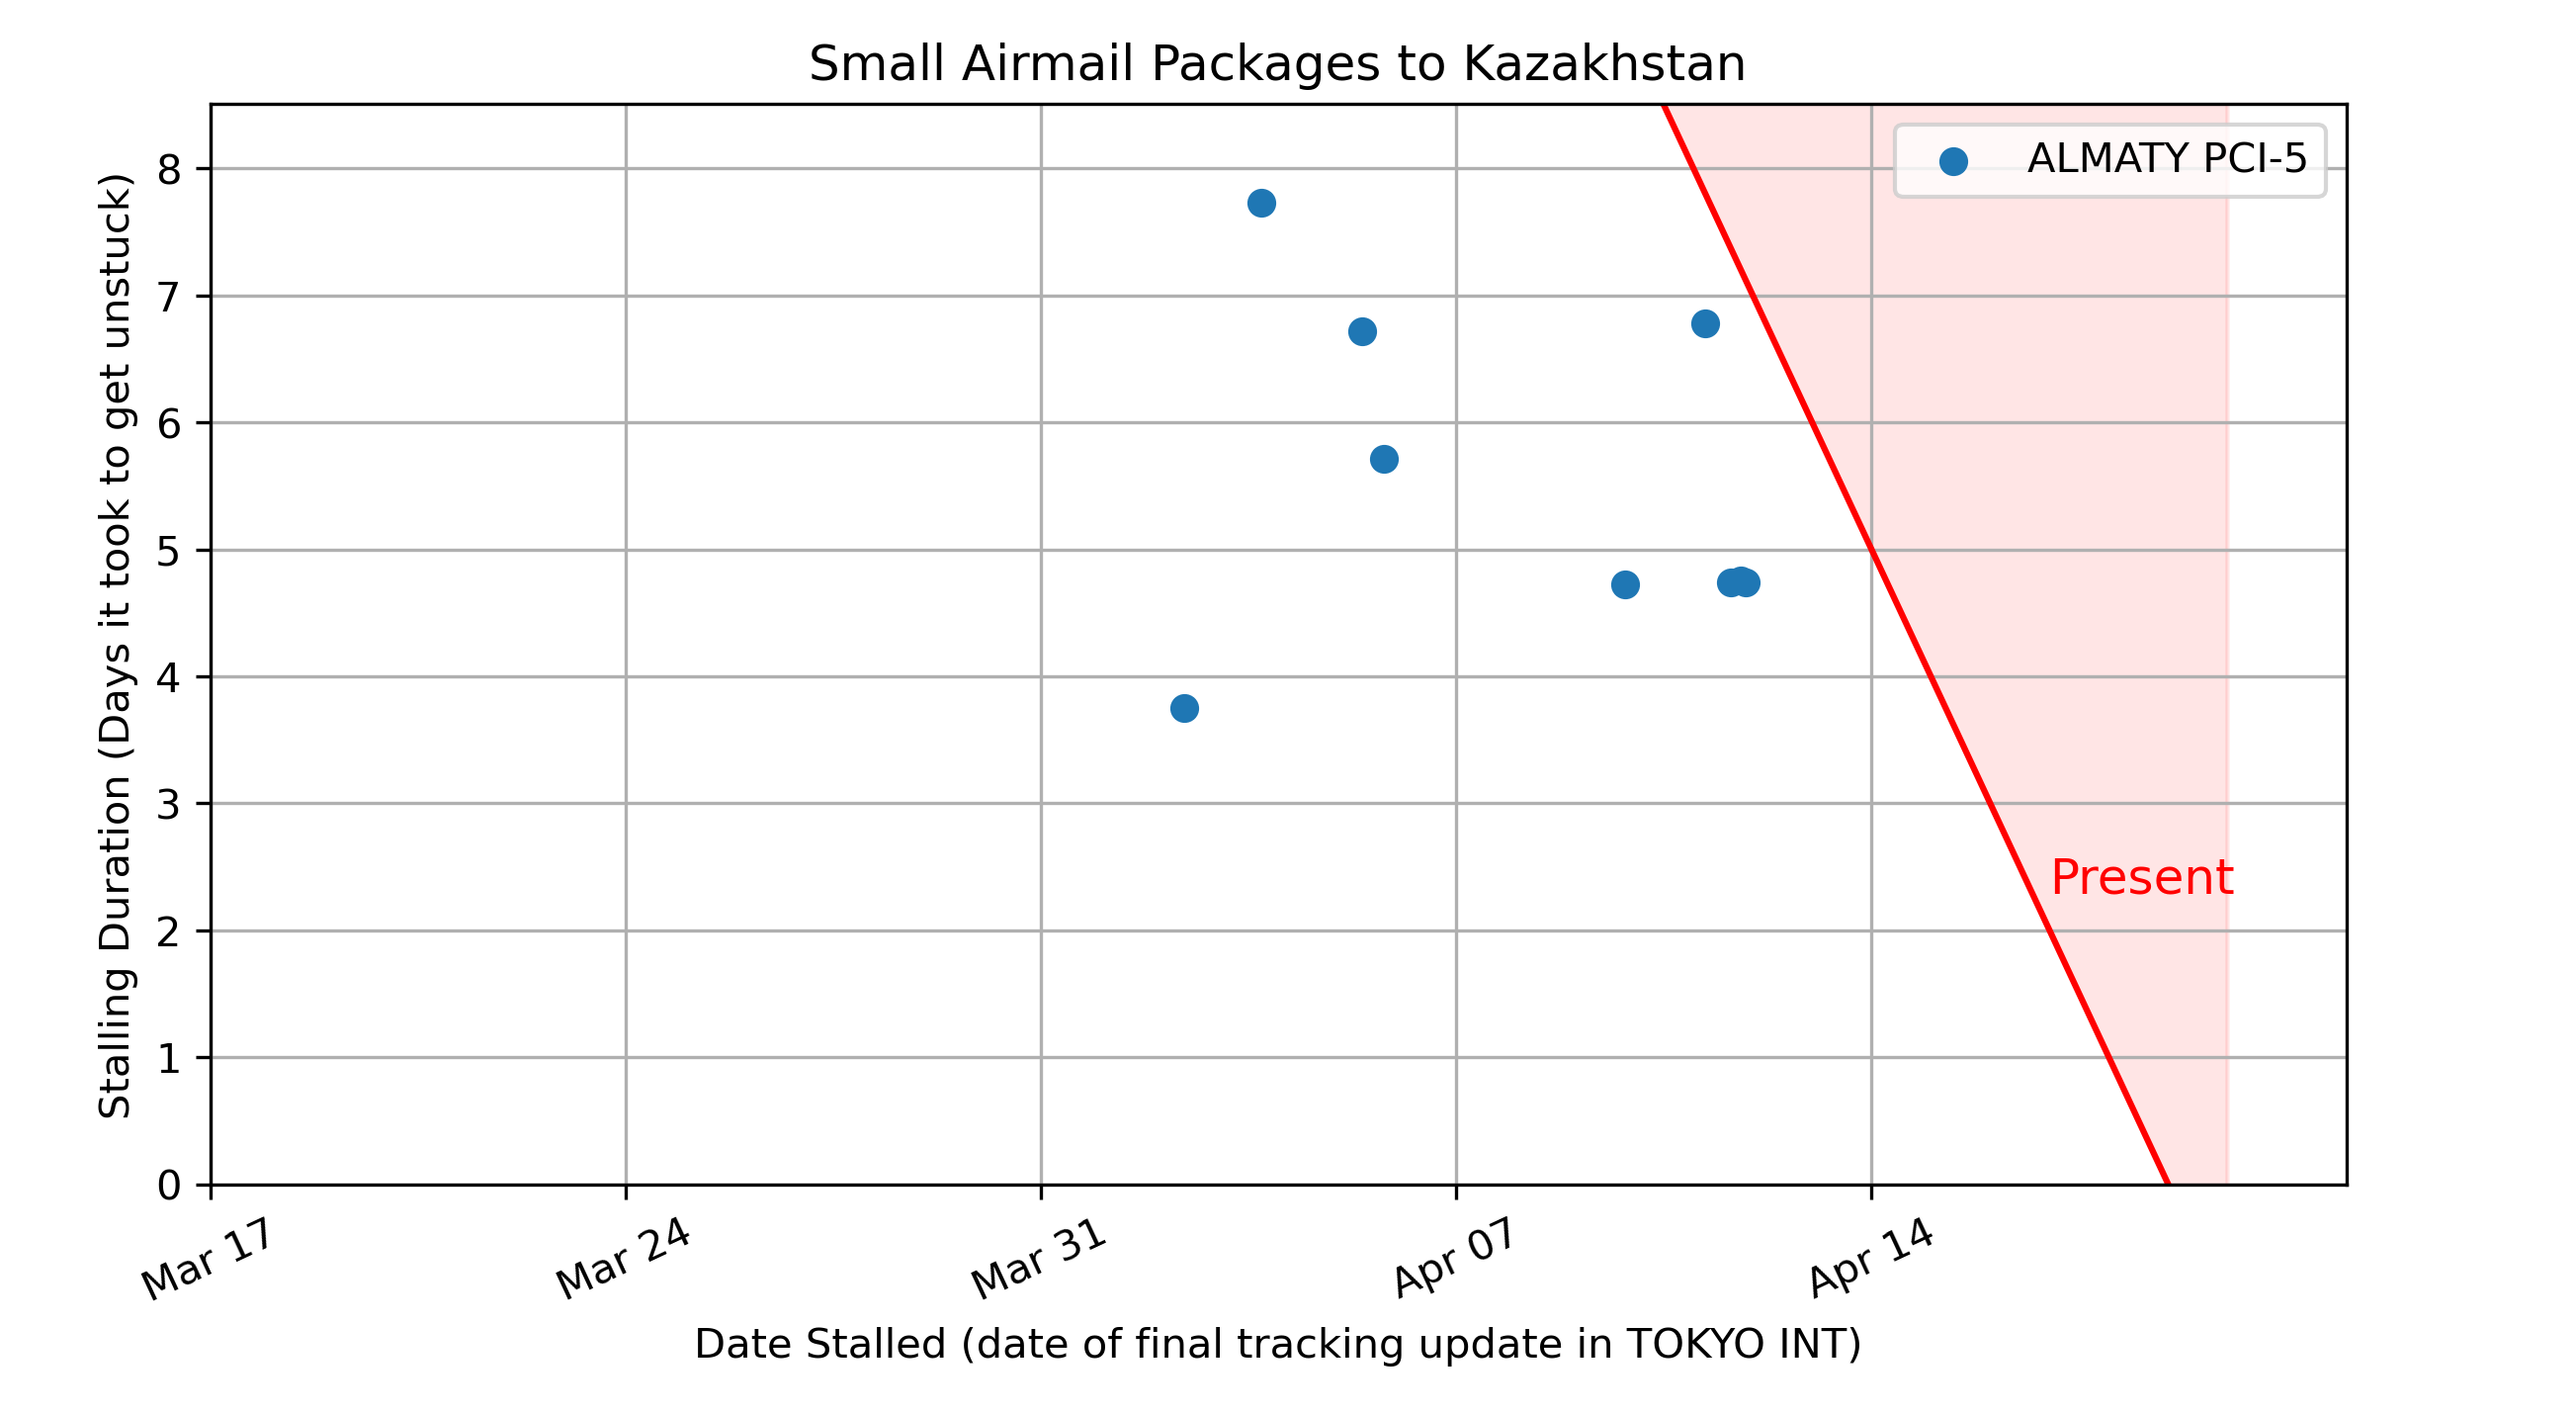 Small Airmail Packages to Kazakhstan
ALMATY PCI-5
Stalling Duration (Days it took to get unstuck)
8
7
6
5
4
3
2
1
0
Present
Mar 17
Mar 24
Mar 31
Apr 07
Apr 14
Date Stalled (date of final tracking update in TOKYO INT)